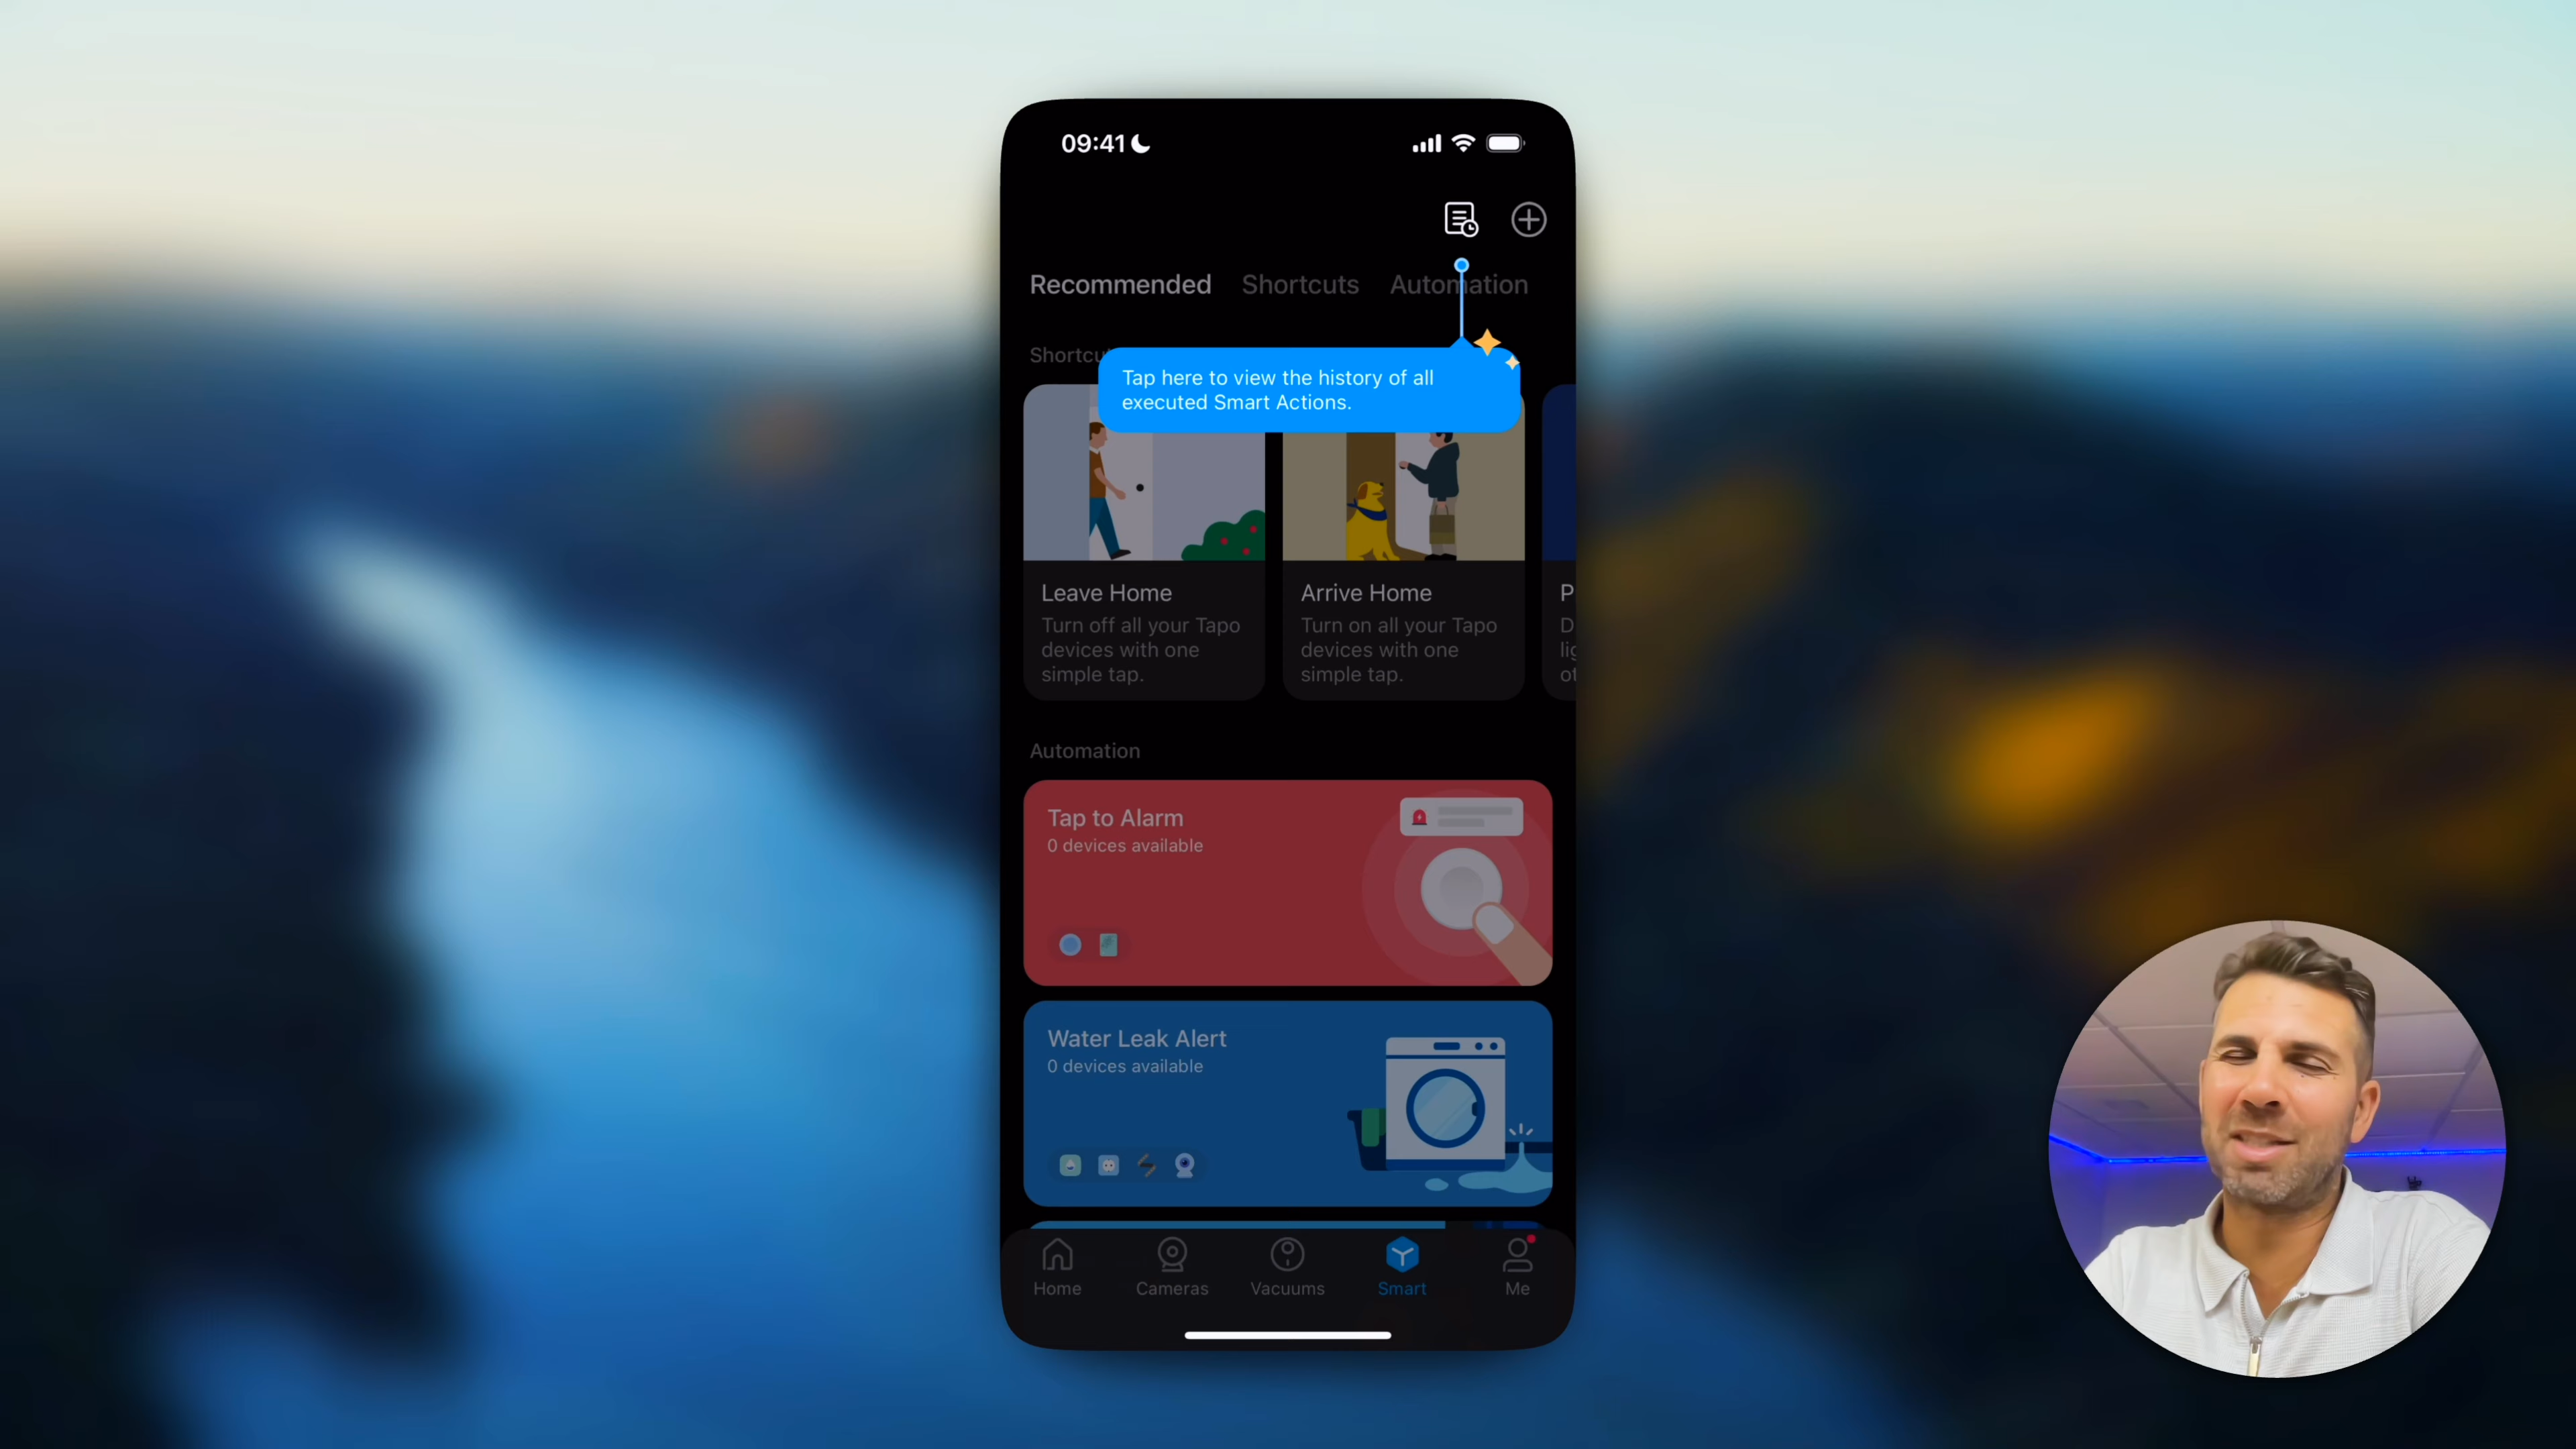 09:41
Recommended Shortcuts Automation
Tap here to view the history of all
executed Smart Actions.
Leave Home
Turn off all your Tapo
devices with one
simple tap.
Arrive Home
Turn on all your Tapo
devices with one
simple tap.
Automation
Tap to Alarm
0 devices available
Water Leak Alert
0 devices available
Home Cameras Vacuums Smart Me